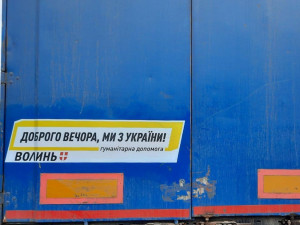 ДОБРОГО ВЕЧОРА, МИ З УКРАЇНИ!
гуманітарна допомога
ВОЛИНЬ